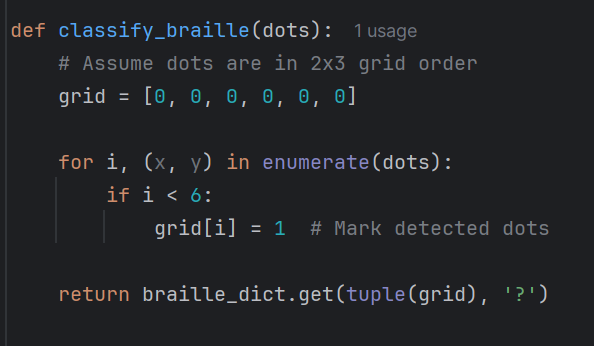 def classify_braille(dots):  1 usage
    # Assume dots are in 2x3 grid order
    grid = [0, 0, 0, 0, 0, 0]

    for i, (x, y) in enumerate(dots):
        if i < 6:
            grid[i] = 1  # Mark detected dots

    return braille_dict.get(tuple(grid), '?')